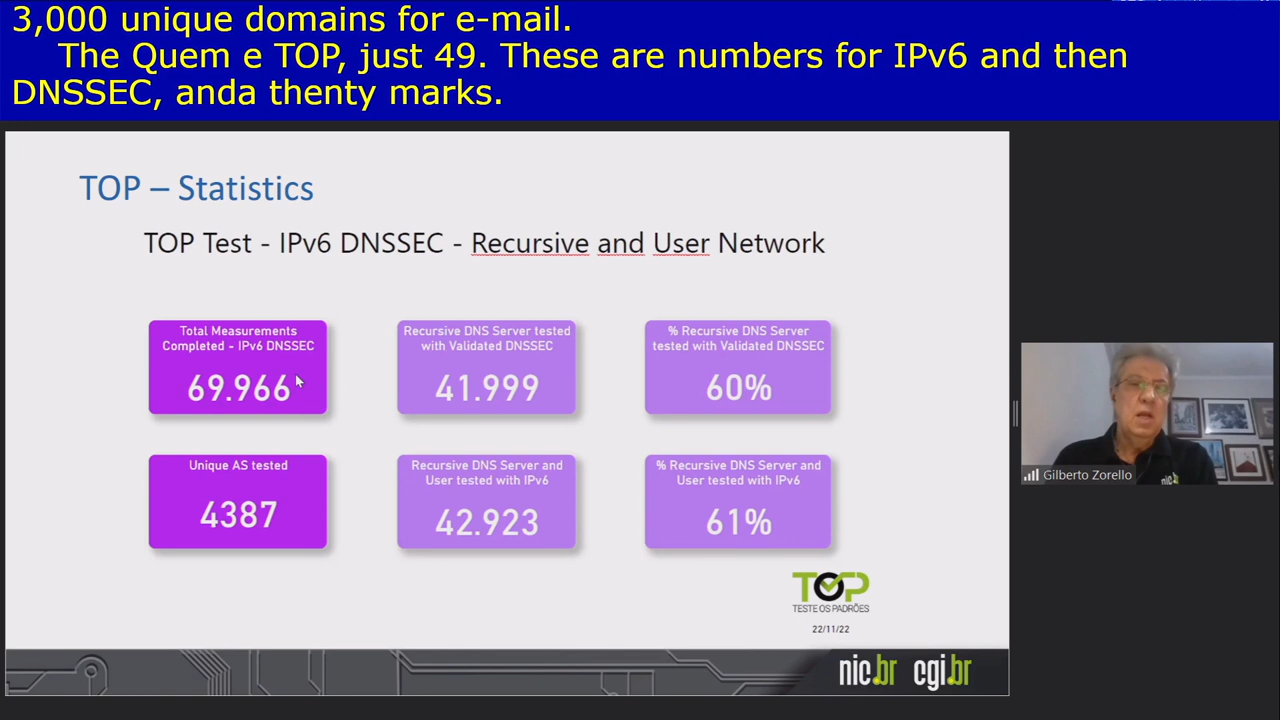 3,000 unique domains for e-mail.
The Quem e TOP, just 49. These are numbers for IPv6 and then
DNSSEC, anda thenty marks.
TOP – Statistics
TOP Test - IPv6 DNSSEC - Recursive and User Network
Total Measurements
Completed - IPv6 DNSSEC
69.966
Recursive DNS Server tested
with Validated DNSSEC
41.999
% Recursive DNS Server
tested with Validated DNSSEC
60%
Unique AS tested
4387
Recursive DNS Server and
User tested with IPv6
42.923
% Recursive DNS Server and
User tested with IPv6
61%
TOP
TESTE OS PADRÕES
22/11/22
nic.br cgi.br
Gilberto Zorello
nic.br